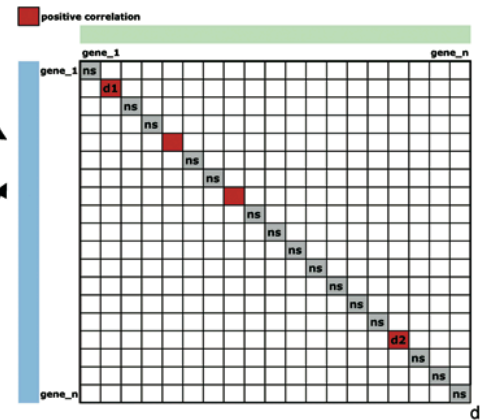 positive correlation
gene_1 gene_n
gene_1 ns
d1
ns
ns
ns
ns
ns
ns
ns
ns
ns
ns
ns
d2
ns
ns
gene_n ns
d